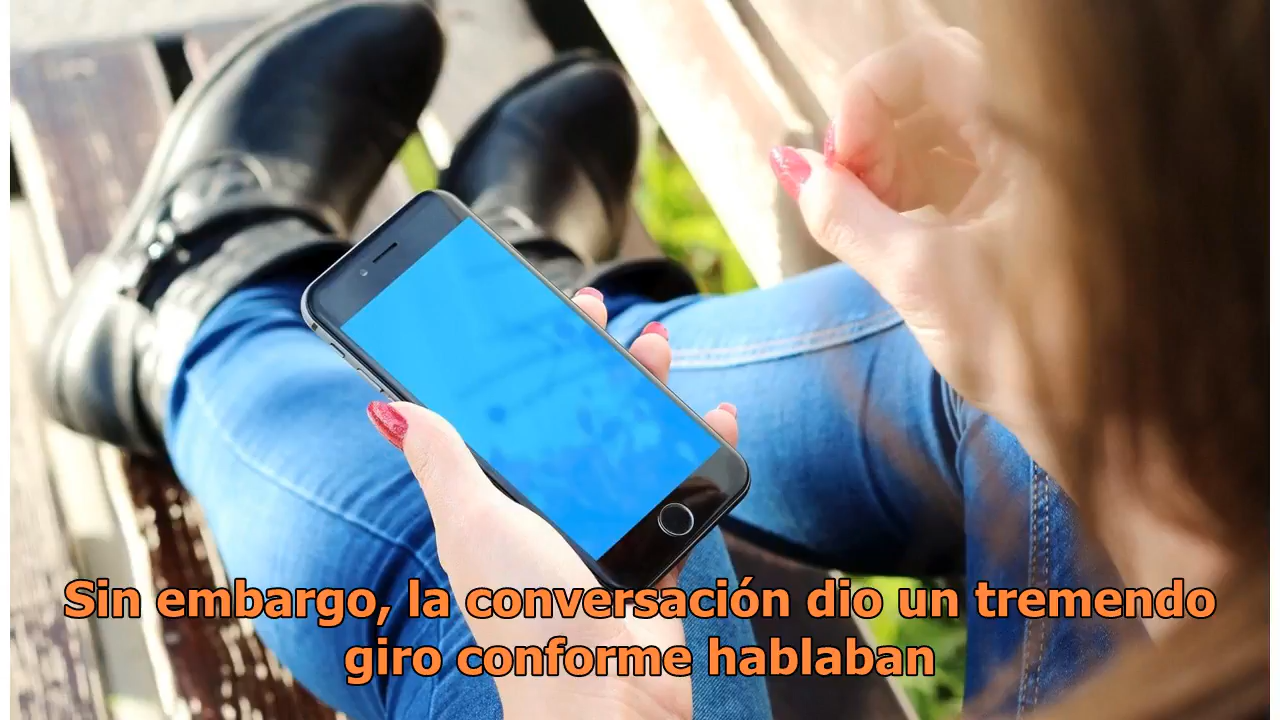 Sin embargo, la conversación dio un tremendo
giro conforme hablaban